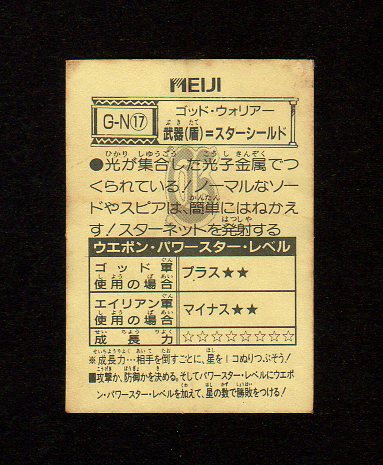 MEIJI
G-N⑰
ゴッド・ウォリアー
武器(盾)=スターシールド
●光が集合した光子金属でつ
くられている!ノーマルなソー
ドやスピアは、簡単にはねかえ
す!スターネットを発射する
ウエポン・パワースター・レベル
ゴッド軍
使用の場合
プラス★★
エイリアン軍
使用の場合
マイナス★★
成長力
☆☆☆☆☆☆☆☆
※成長力…相手を倒すごとに、星を1コぬりつぶそう!
■攻撃か、防御かを決める。そしてパワースター・レベルにウエポ
ン・パワースター・レベルを加えて、星の数で勝敗をつける!